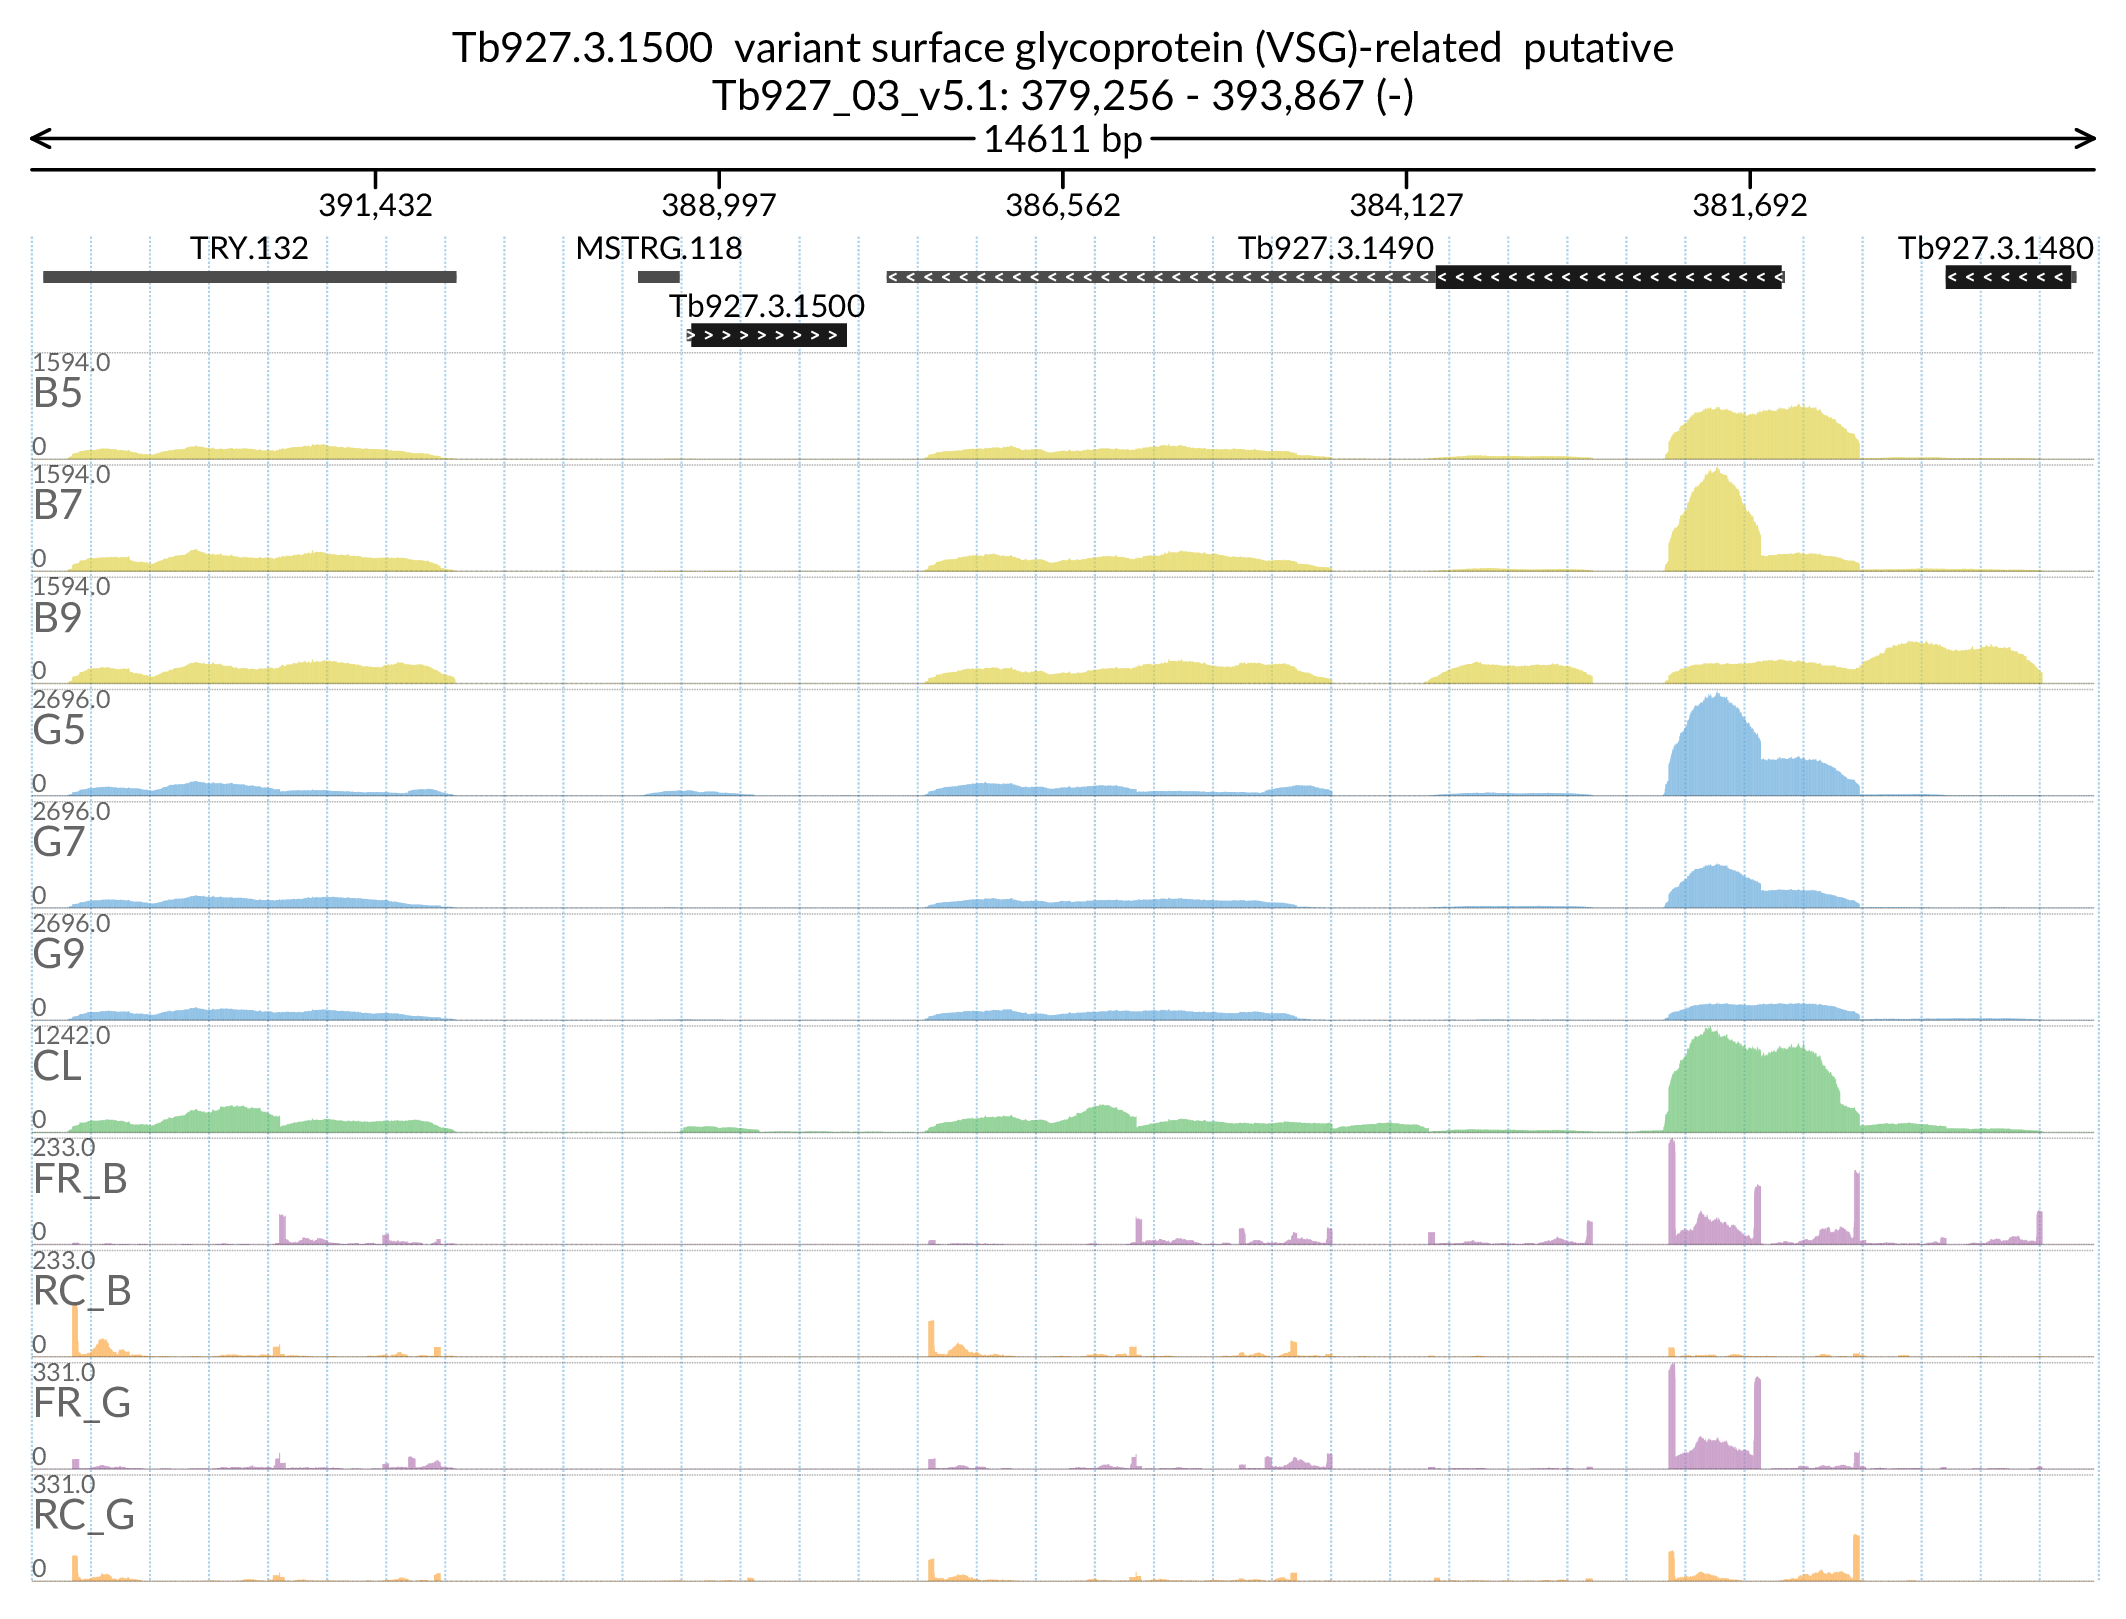 Tb927.3.1500  variant surface glycoprotein (VSG)-related  putative
Tb927_03_v5.1: 379,256 - 393,867 (-)
14611 bp
391,432 388,997 386,562 384,127 381,692
TRY.132 MSTRG.118 Tb927.3.1490 Tb927.3.1480
Tb927.3.1500
1594.0
B5
0
1594.0
B7
0
1594.0
B9
0
2696.0
G5
0
2696.0
G7
0
2696.0
G9
0
1242.0
CL
0
233.0
FR_B
0
233.0
RC_B
0
331.0
FR_G
0
331.0
RC_G
0